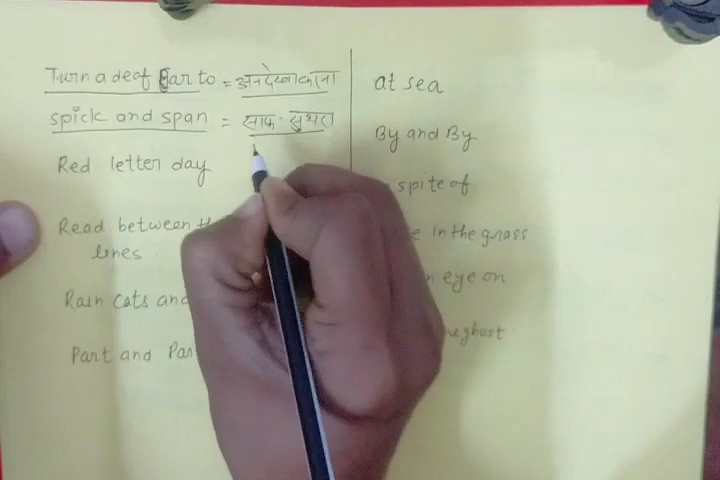 Turn a deaf Ear to = अनदेखा करना
spick and span = साफ-सुथरा
Red letter day
Read between
lines.
Rain cats and
Part and
at sea
By and By
spite of
in the grass
eye on
ghost